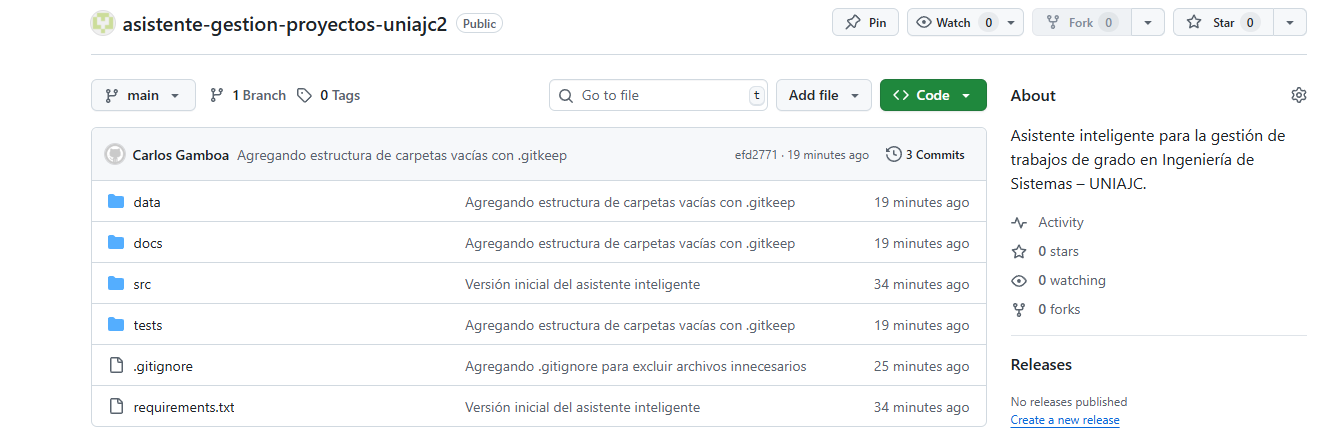 asistente-gestion-proyectos-uniajc2 Public Pin Watch 0 Fork 0 Star 0
main 1 Branch 0 Tags Go to file t Add file Code
Carlos Gamboa Agregando estructura de carpetas vacías con .gitkeep efd2771 · 19 minutes ago 3 Commits
data Agregando estructura de carpetas vacías con .gitkeep 19 minutes ago
docs Agregando estructura de carpetas vacías con .gitkeep 19 minutes ago
src Versión inicial del asistente inteligente 34 minutes ago
tests Agregando estructura de carpetas vacías con .gitkeep 19 minutes ago
.gitignore Agregando .gitignore para excluir archivos innecesarios 25 minutes ago
requirements.txt Versión inicial del asistente inteligente 34 minutes ago
About
Asistente inteligente para la gestión de
trabajos de grado en Ingeniería de
Sistemas – UNIAJC.
Activity
0 stars
0 watching
0 forks
Releases
No releases published
Create a new release